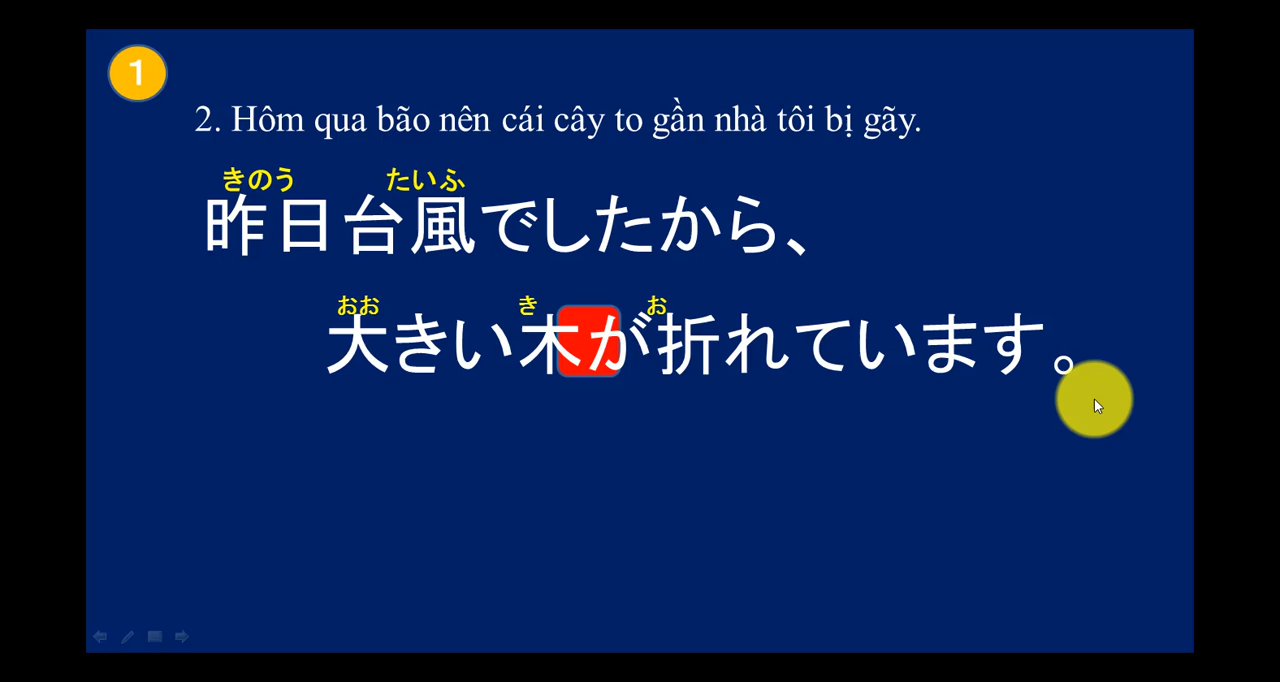 1
2. Hôm qua bão nên cái cây to gần nhà tôi bị gãy.
きのう たいふ
昨日台風でしたから、
おお き お
大きい木が折れています。